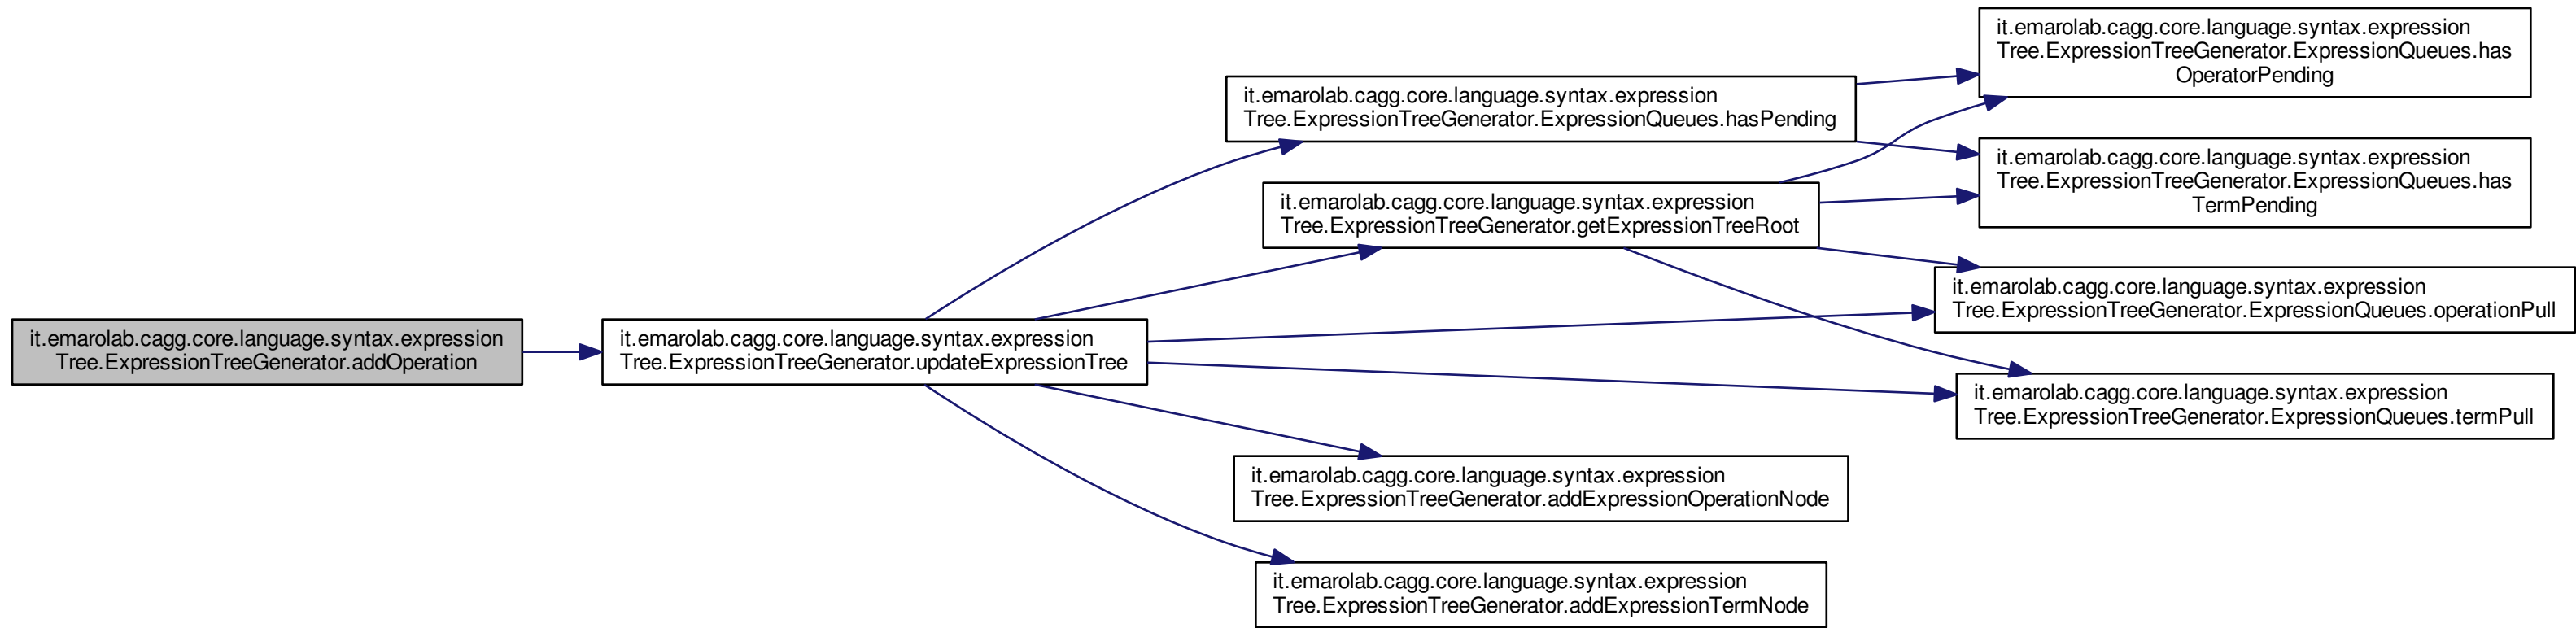 it.emarolab.cagg.core.language.syntax.expression
Tree.ExpressionTreeGenerator.addOperation
it.emarolab.cagg.core.language.syntax.expression
Tree.ExpressionTreeGenerator.updateExpressionTree
it.emarolab.cagg.core.language.syntax.expression
Tree.ExpressionTreeGenerator.ExpressionQueues.hasPending
it.emarolab.cagg.core.language.syntax.expression
Tree.ExpressionTreeGenerator.getExpressionTreeRoot
it.emarolab.cagg.core.language.syntax.expression
Tree.ExpressionTreeGenerator.addExpressionOperationNode
it.emarolab.cagg.core.language.syntax.expression
Tree.ExpressionTreeGenerator.addExpressionTermNode
it.emarolab.cagg.core.language.syntax.expression
Tree.ExpressionTreeGenerator.ExpressionQueues.has
OperatorPending
it.emarolab.cagg.core.language.syntax.expression
Tree.ExpressionTreeGenerator.ExpressionQueues.has
TermPending
it.emarolab.cagg.core.language.syntax.expression
Tree.ExpressionTreeGenerator.ExpressionQueues.operationPull
it.emarolab.cagg.core.language.syntax.expression
Tree.ExpressionTreeGenerator.ExpressionQueues.termPull